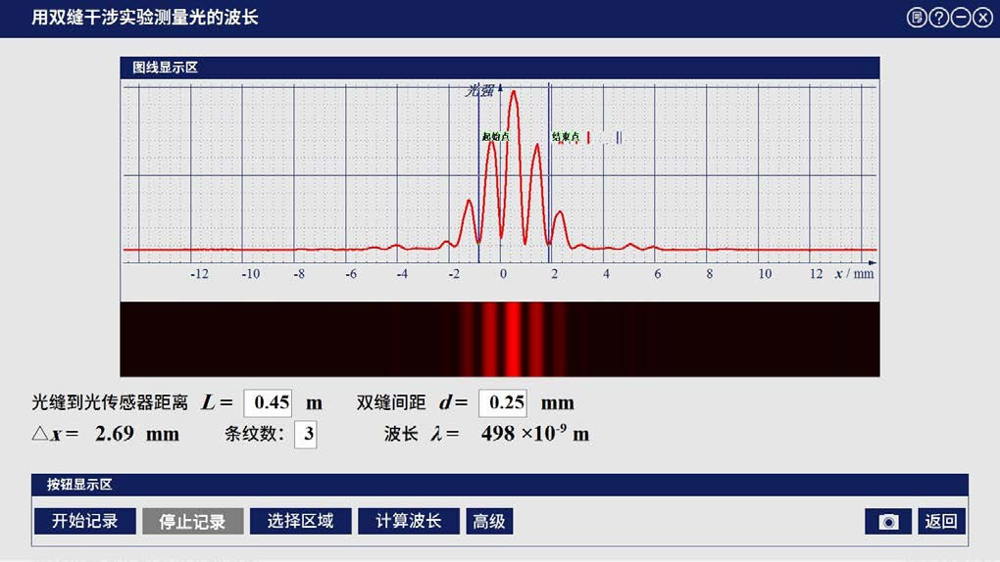 用双缝干涉实验测量光的波长
图线显示区
光强
起始点 结束点
-12 -10 -8 -6 -4 -2 0 2 4 6 8 10 12 x / mm
光缝到光传感器距离 L = 0.45 m 双缝间距 d = 0.25 mm
△x = 2.69 mm 条纹数： 3 波长 λ = 498 ×10⁻⁹ m
按钮显示区
开始记录 停止记录 选择区域 计算波长 高级 返回